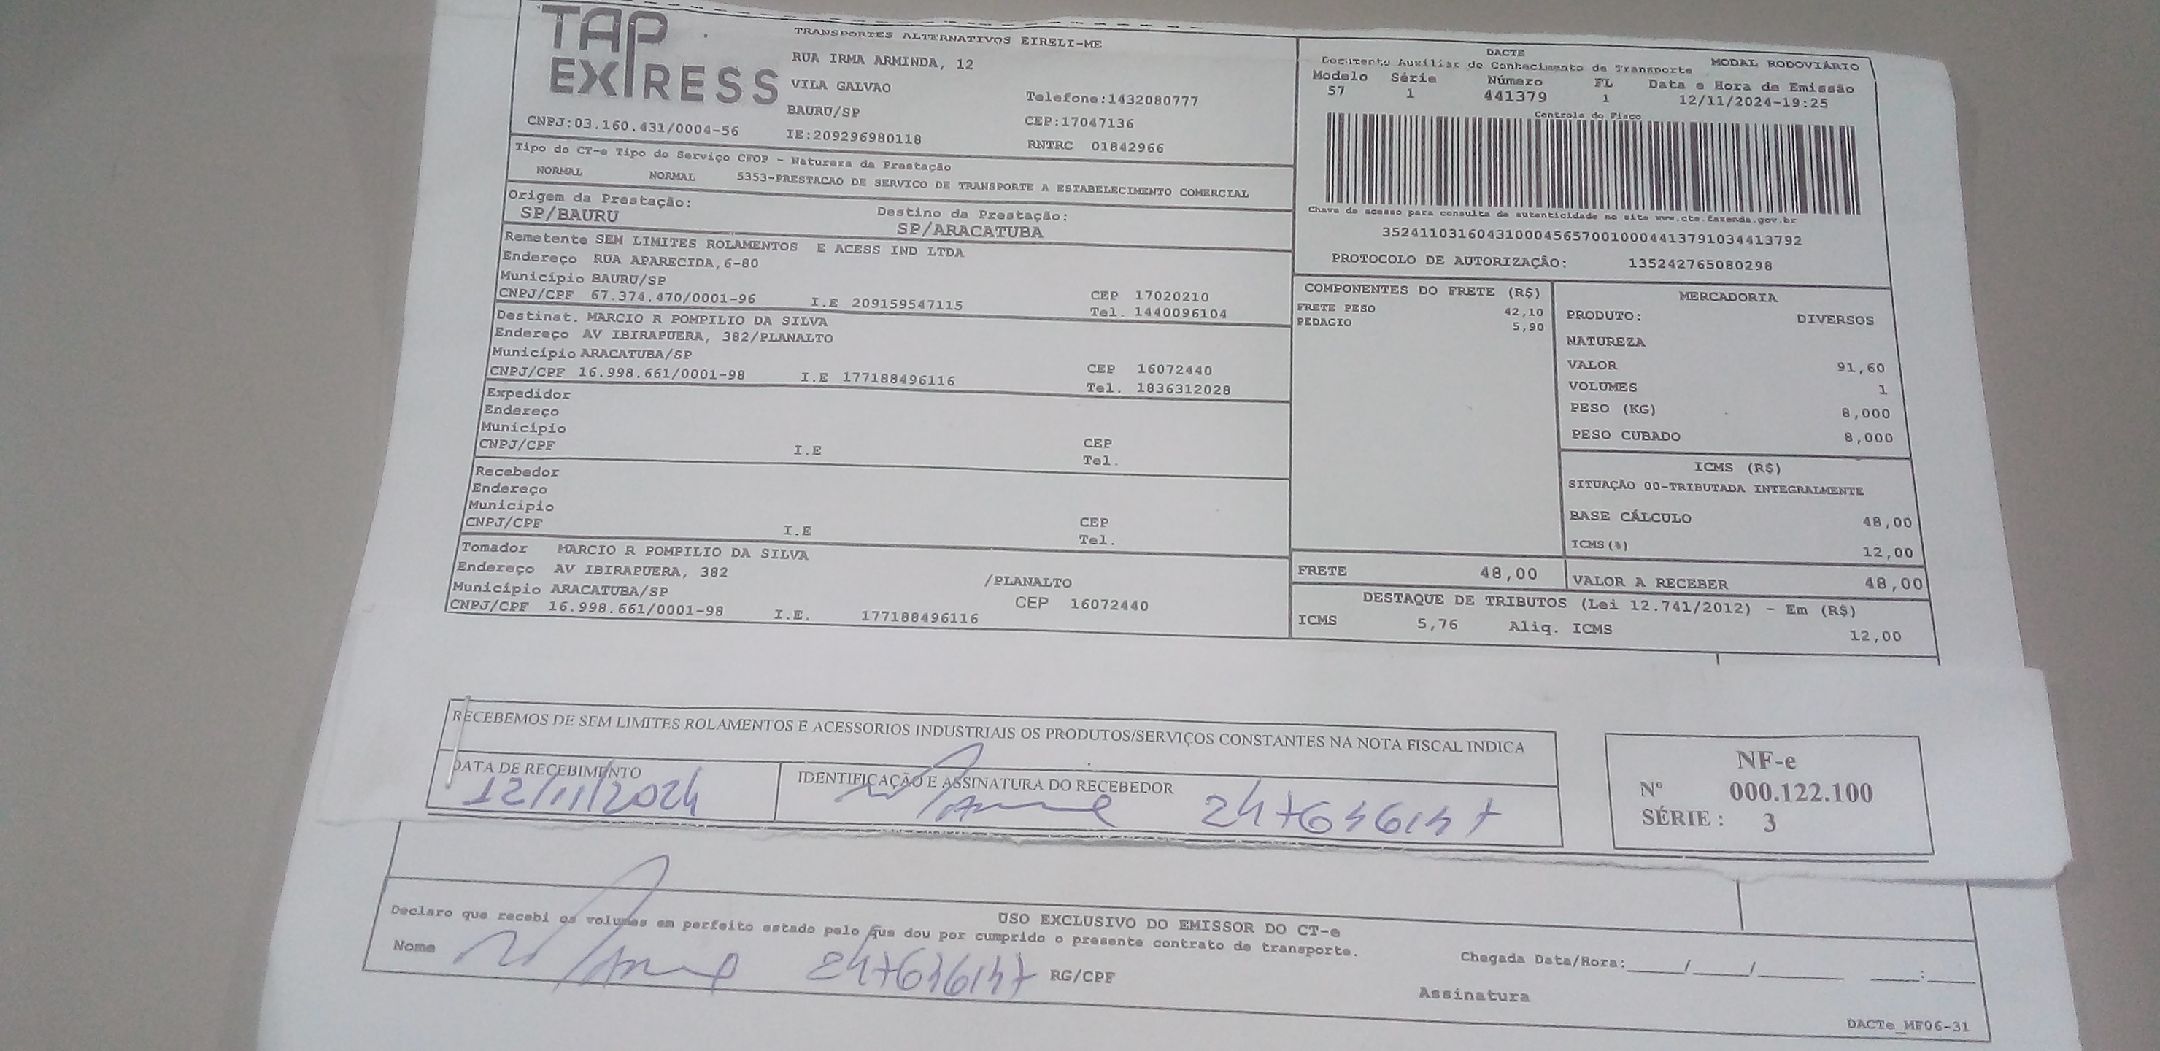 TAP EXPRESS
TRANSPORTES ALTERNATIVOS EIRELI-ME
RUA IRMA ARMINDA, 12
VILA GALVAO
Telefone:1432080777
BAURU/SP
CEP:17047136
CNPJ:03.160.431/0004-56
IE:209296980118
RNTRC 01842966
DACTE
Documento Auxiliar de Conhecimento de Transporte MODAL RODOVIÁRIO
Modelo Série Número FL Data e Hora de Emissão
57 1 441379 1 12/11/2024-19:25
Controle do Fisco
Chave de acesso para consulta de autenticidade no site www.cte.fazenda.gov.br
35241103160431000456570010004413791034413792
PROTOCOLO DE AUTORIZAÇÃO: 135242765080298
Tipo do CT-e Tipo do Serviço CFOP - Natureza da Prestação
NORMAL NORMAL 5353-PRESTACAO DE SERVICO DE TRANSPORTE A ESTABELECIMENTO COMERCIAL
Origem da Prestação: Destino da Prestação:
SP/BAURU SP/ARACATUBA
Remetente SEM LIMITES ROLAMENTOS E ACESS IND LTDA
Endereço RUA APARECIDA,6-80
Município BAURU/SP CEP 17020210
CNPJ/CPF 67.374.470/0001-96 I.E 209159547115 Tel. 1440096104
Destinat. MARCIO R POMPILIO DA SILVA
Endereço AV IBIRAPUERA, 382/PLANALTO
Município ARACATUBA/SP CEP 16072440
CNPJ/CPF 16.998.661/0001-98 I.E 177188496116 Tel. 1836312028
Expedidor
Endereço
Município CEP
CNPJ/CPF I.E Tel.
Recebedor
Endereço
Município CEP
CNPJ/CPF I.E Tel.
Tomador MARCIO R POMPILIO DA SILVA
Endereço AV IBIRAPUERA, 382 /PLANALTO
Município ARACATUBA/SP CEP 16072440
CNPJ/CPF 16.998.661/0001-98 I.E. 177188496116
COMPONENTES DO FRETE (R$)
FRETE PESO 42,10
PEDAGIO 5,90
MERCADORIA
PRODUTO: DIVERSOS
NATUREZA
VALOR 91,60
VOLUMES 1
PESO (KG) 8,000
PESO CUBADO 8,000
ICMS (R$)
SITUAÇÃO 00-TRIBUTADA INTEGRALMENTE
BASE CÁLCULO 48,00
ICMS(%) 12,00
FRETE 48,00 VALOR A RECEBER 48,00
DESTAQUE DE TRIBUTOS (Lei 12.741/2012) - Em (R$)
ICMS 5,76 Aliq. ICMS 12,00
RECEBEMOS DE SEM LIMITES ROLAMENTOS E ACESSORIOS INDUSTRIAIS OS PRODUTOS/SERVIÇOS CONSTANTES NA NOTA FISCAL INDICA
DATA DE RECEBIMENTO IDENTIFICAÇÃO E ASSINATURA DO RECEBEDOR
12/11/2024
NF-e
Nº 000.122.100
SÉRIE : 3
USO EXCLUSIVO DO EMISSOR DO CT-e
Declaro que recebi os volumes em perfeito estado pelo que dou por cumprido o presente contrato de transporte.
Nome RG/CPF
Chegada Data/Hora:____/____/______ ____:____
Assinatura
DACTe_MF06-31